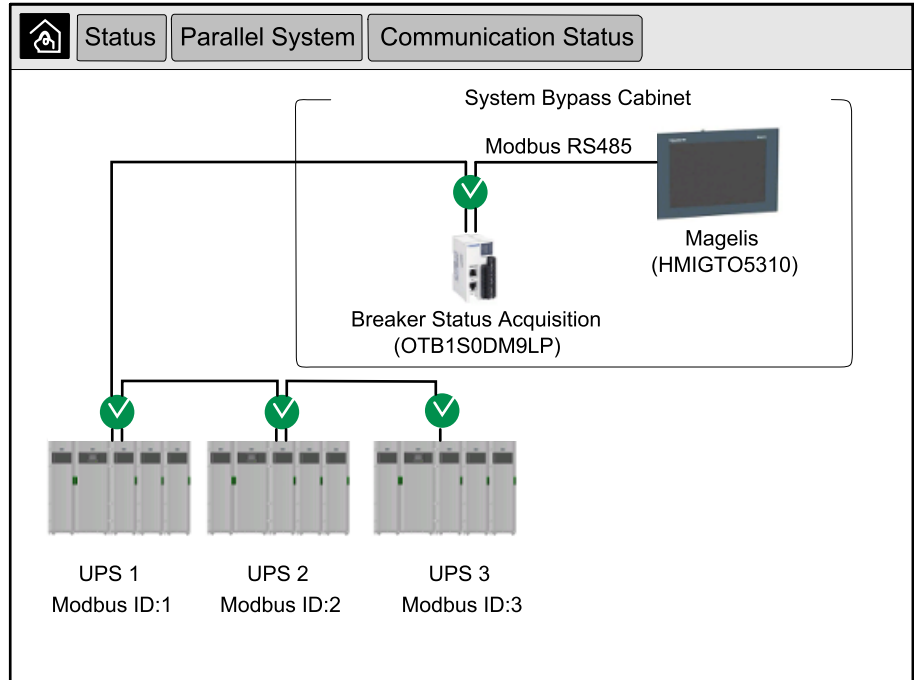 Status
Parallel System
Communication Status
System Bypass Cabinet
Modbus RS485
Magelis
(HMIGTO5310)
Breaker Status Acquisition
(OTB1S0DM9LP)
UPS 1
Modbus ID:1
UPS 2
Modbus ID:2
UPS 3
Modbus ID:3